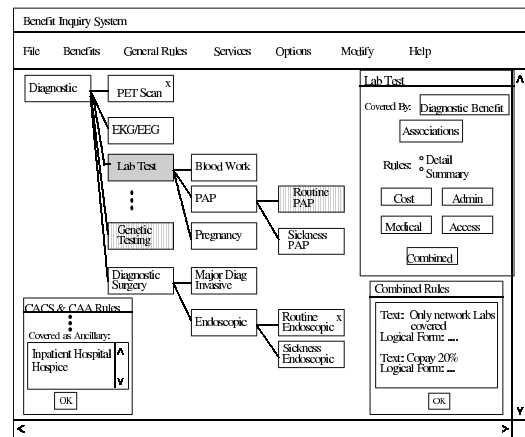 Benefit Inquiry System
File Benefits General Rules Services Options Modify Help
Diagnostic
PET Scan x
EKG/EEG
Lab Test
Blood Work
PAP
Routine
PAP
Sickness
PAP
Pregnancy
Genetic
Testing
Diagnostic
Surgery
Major Diag
Invasive
Endoscopic
Routine x
Endoscopic
Sickness
Endoscopic
Lab Test
Covered By: Diagnostic Benefit
Associations
Rules: Detail
Summary
Cost Admin
Medical Access
Combined
CACS & CAA Rules
Covered as Ancillary:
Inpatient Hospital
Hospice
OK
Combined Rules
Text: Only network Labs
covered
Logical Form: ....
Text: Copay 20%
Logical Form: ...
OK